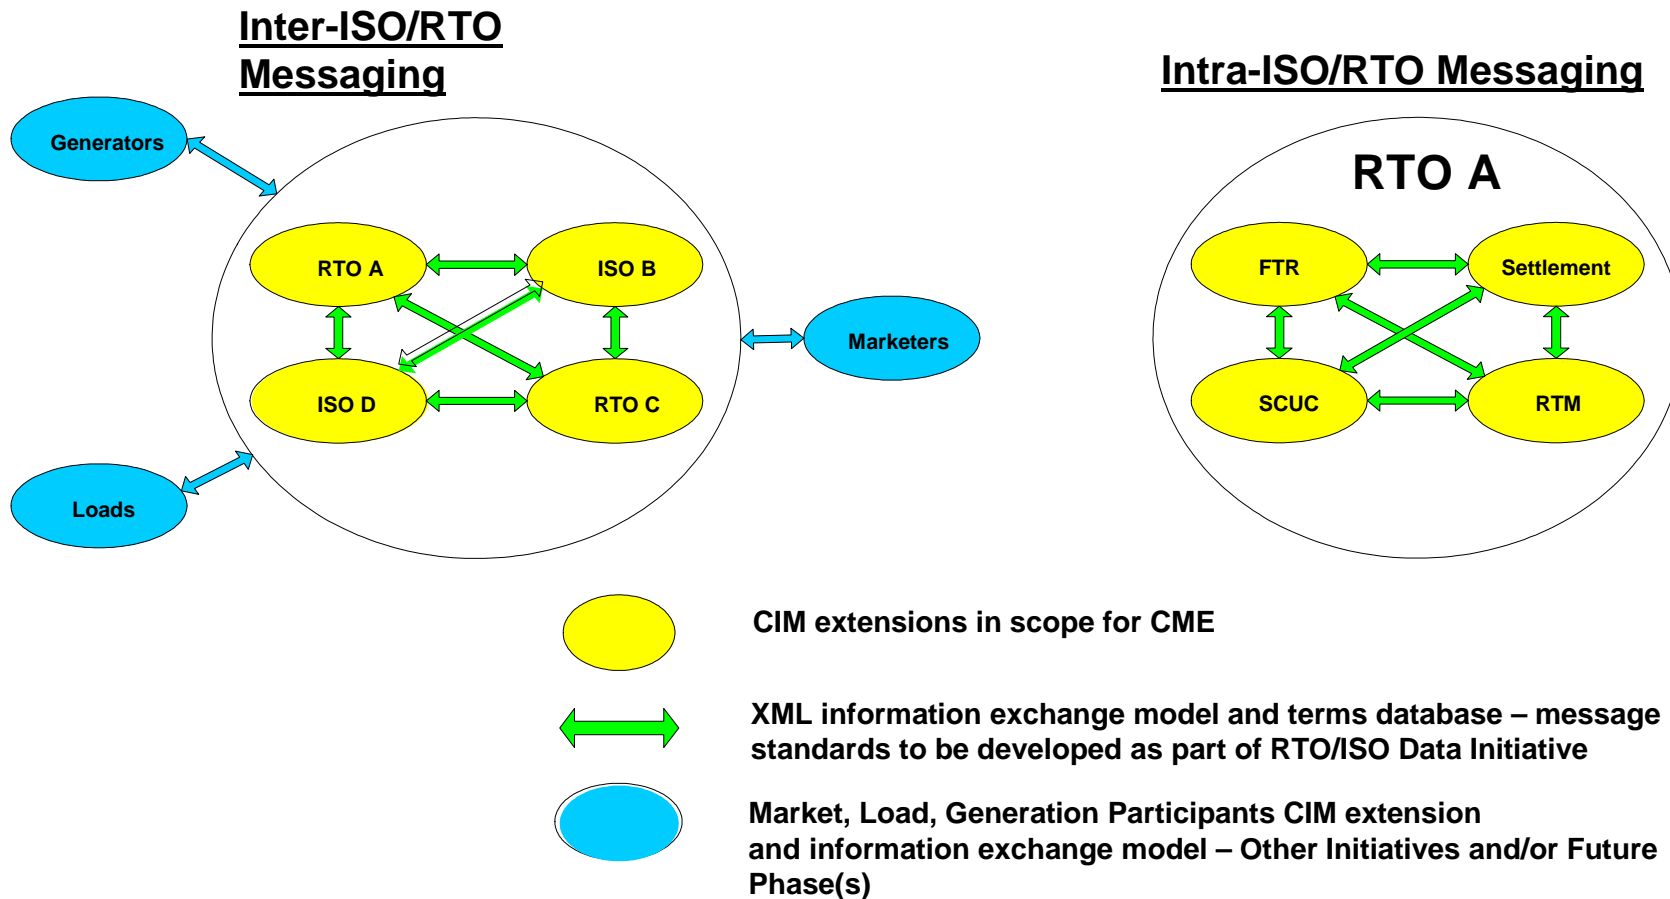 Inter-ISO/RTO
Messaging
Intra-ISO/RTO Messaging
Generators
RTO A
RTO A
ISO B
FTR
Settlement
Marketers
ISO D
RTO C
SCUC
RTM
Loads
CIM extensions in scope for CME
XML information exchange model and terms database – message
standards to be developed as part of RTO/ISO Data Initiative
Market, Load, Generation Participants CIM extension
and information exchange model – Other Initiatives and/or Future
Phase(s)